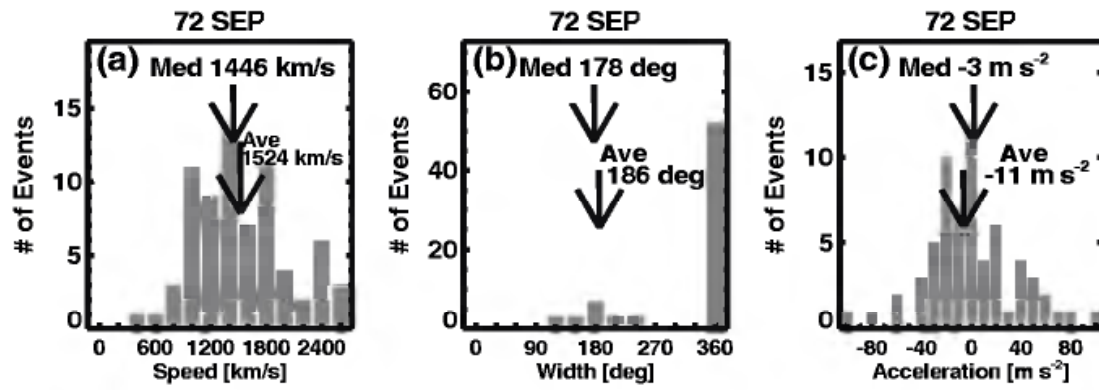 72 SEP
(a) Med 1446 km/s
Ave
1524 km/s
# of Events
15
10
5
0
0 600 1200 1800 2400
Speed [km/s]
72 SEP
(b) Med 178 deg
Ave
186 deg
# of Events
60
40
20
0
0 90 180 270 360
Width [deg]
72 SEP
(c) Med -3 m s-2
Ave
-11 m s-2
# of Events
15
10
5
0
-80 -40 0 40 80
Acceleration [m s-2]